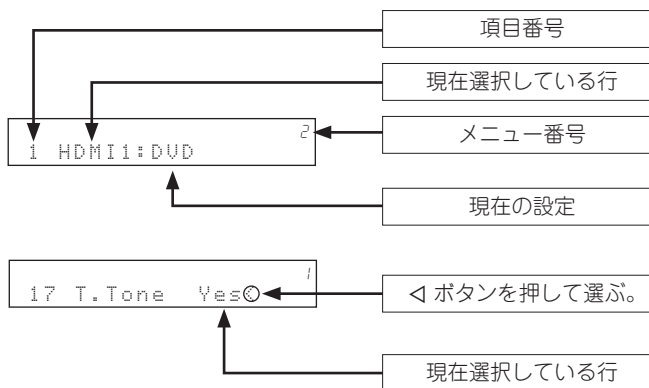 項目番号
現在選択している行
2
メニュー番号
1 HDMI1:DVD
現在の設定
1
17 T.Tone Yes
◁ ボタンを押して選ぶ。
現在選択している行